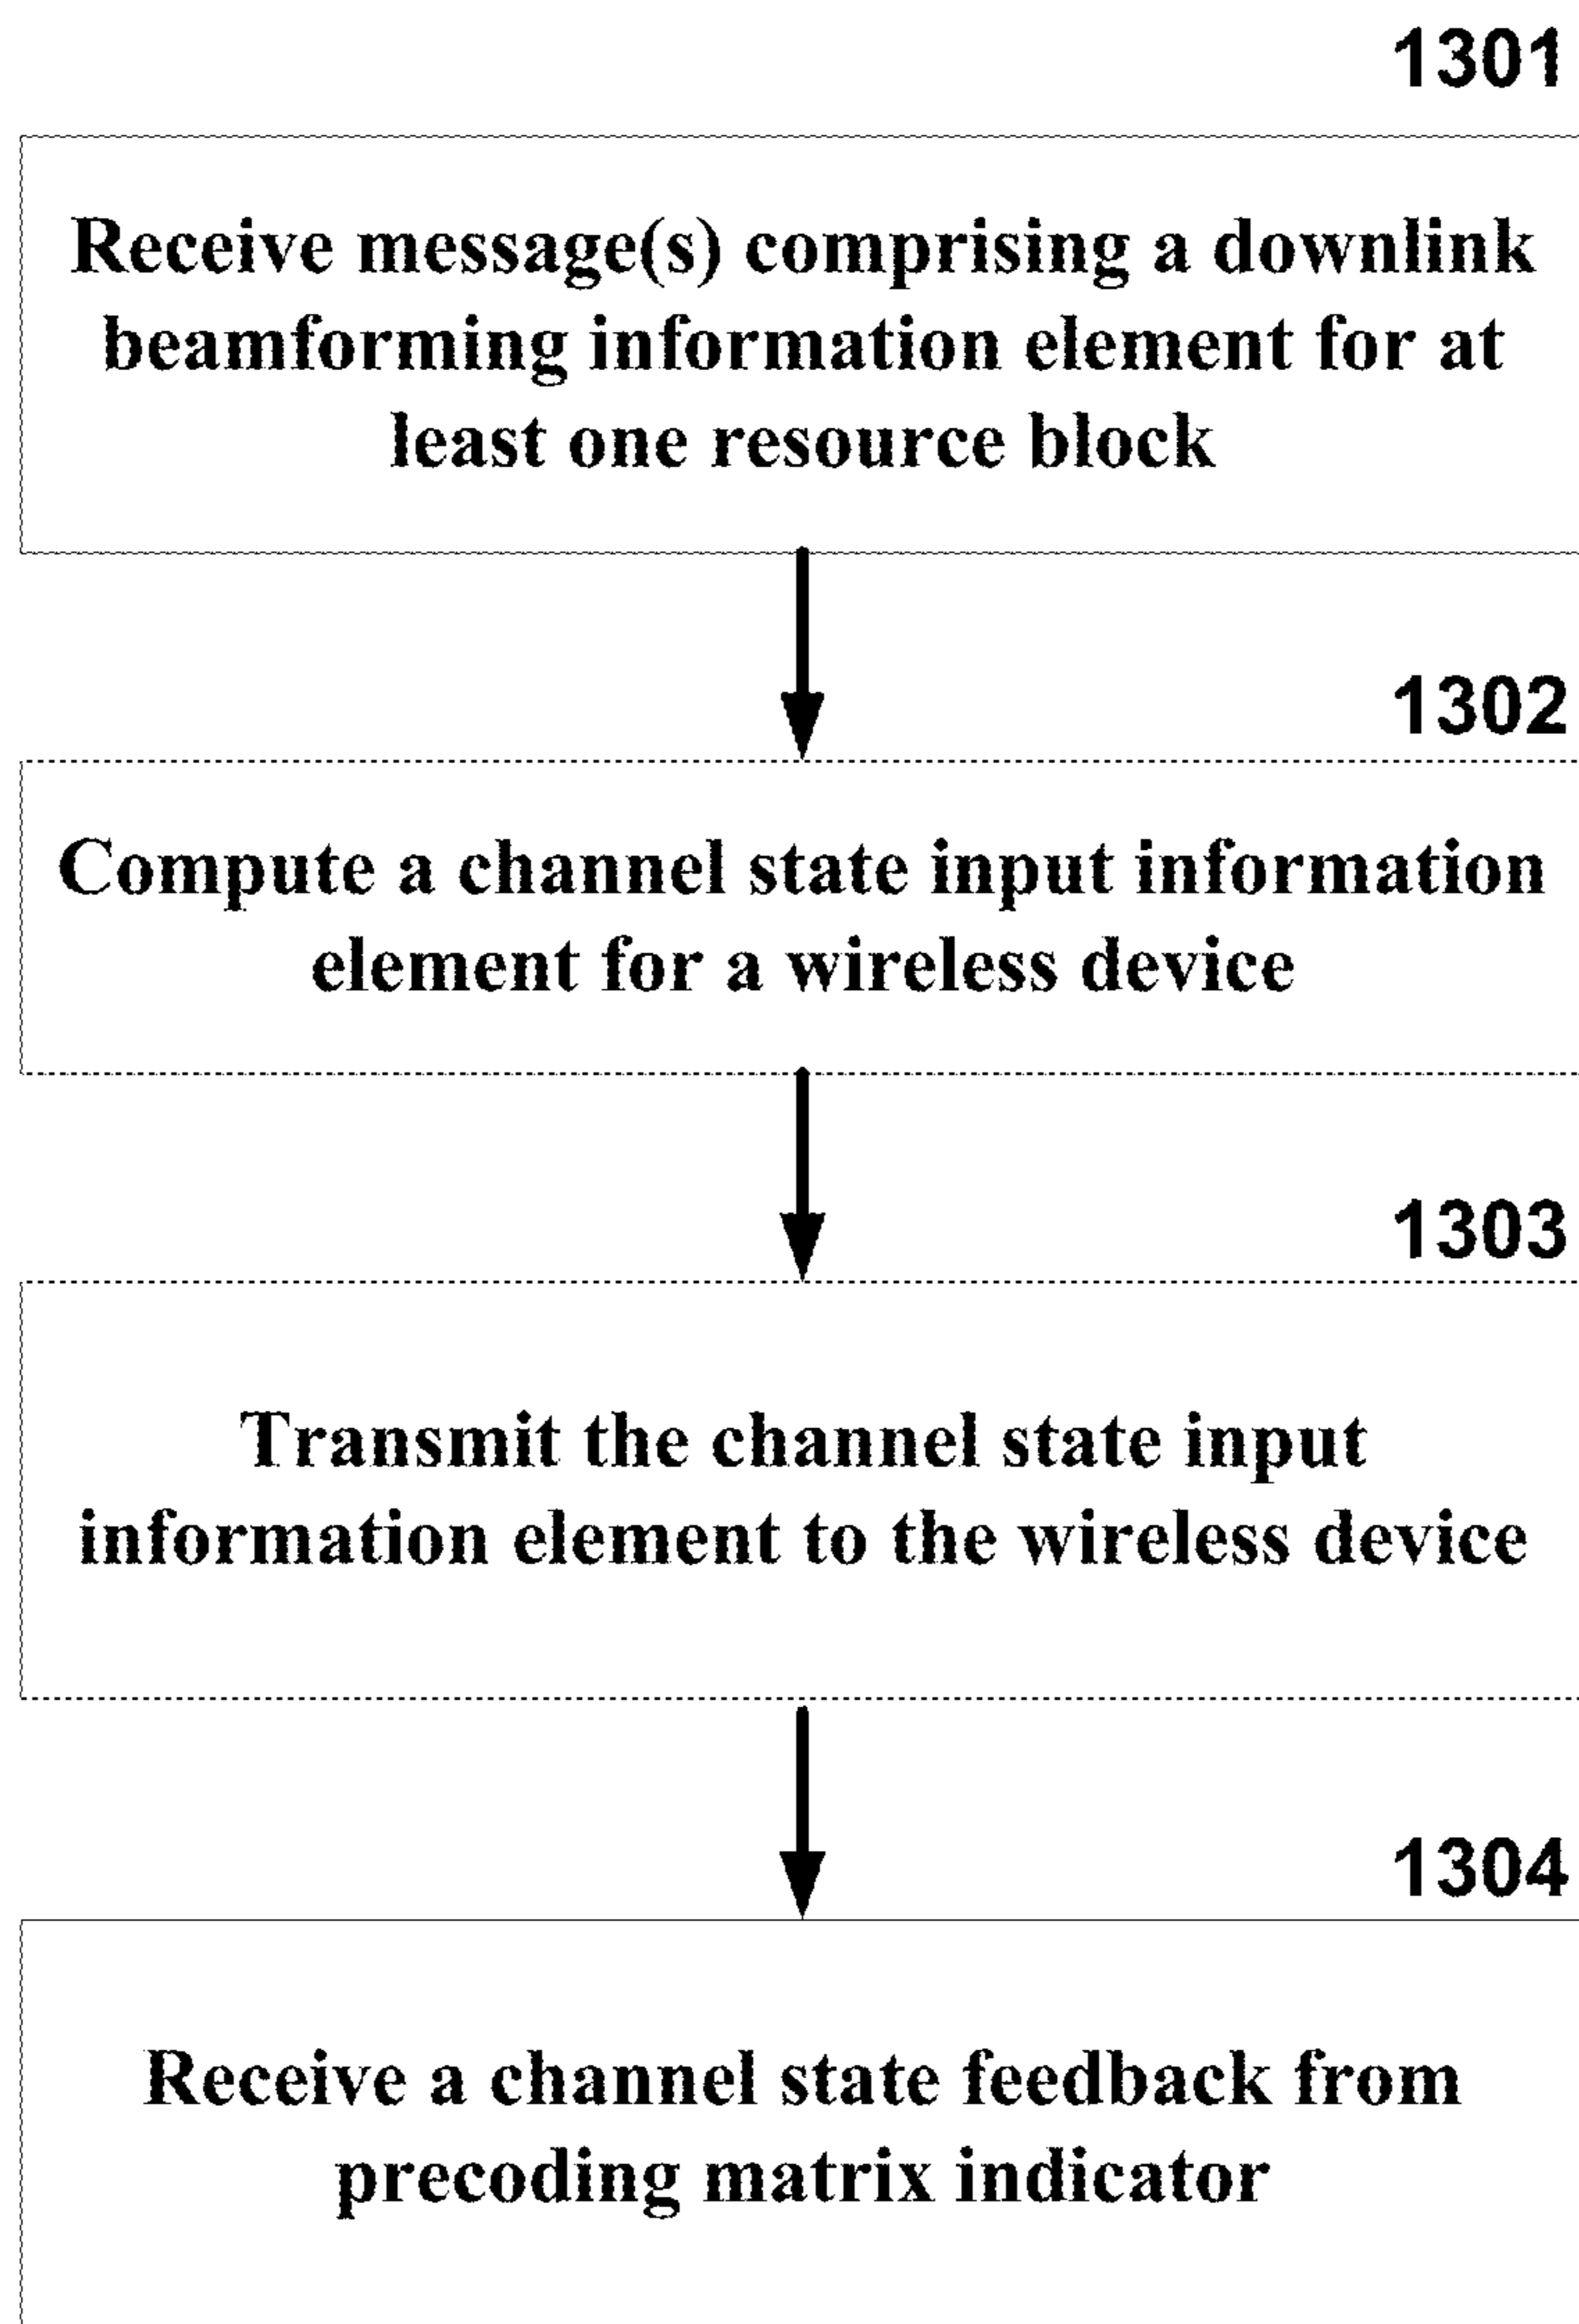 1301
Receive message(s) comprising a downlink
beamforming information element for at
least one resource block
1302
Compute a channel state input information
element for a wireless device
1303
Transmit the channel state input
information element to the wireless device
1304
Receive a channel state feedback from
precoding matrix indicator